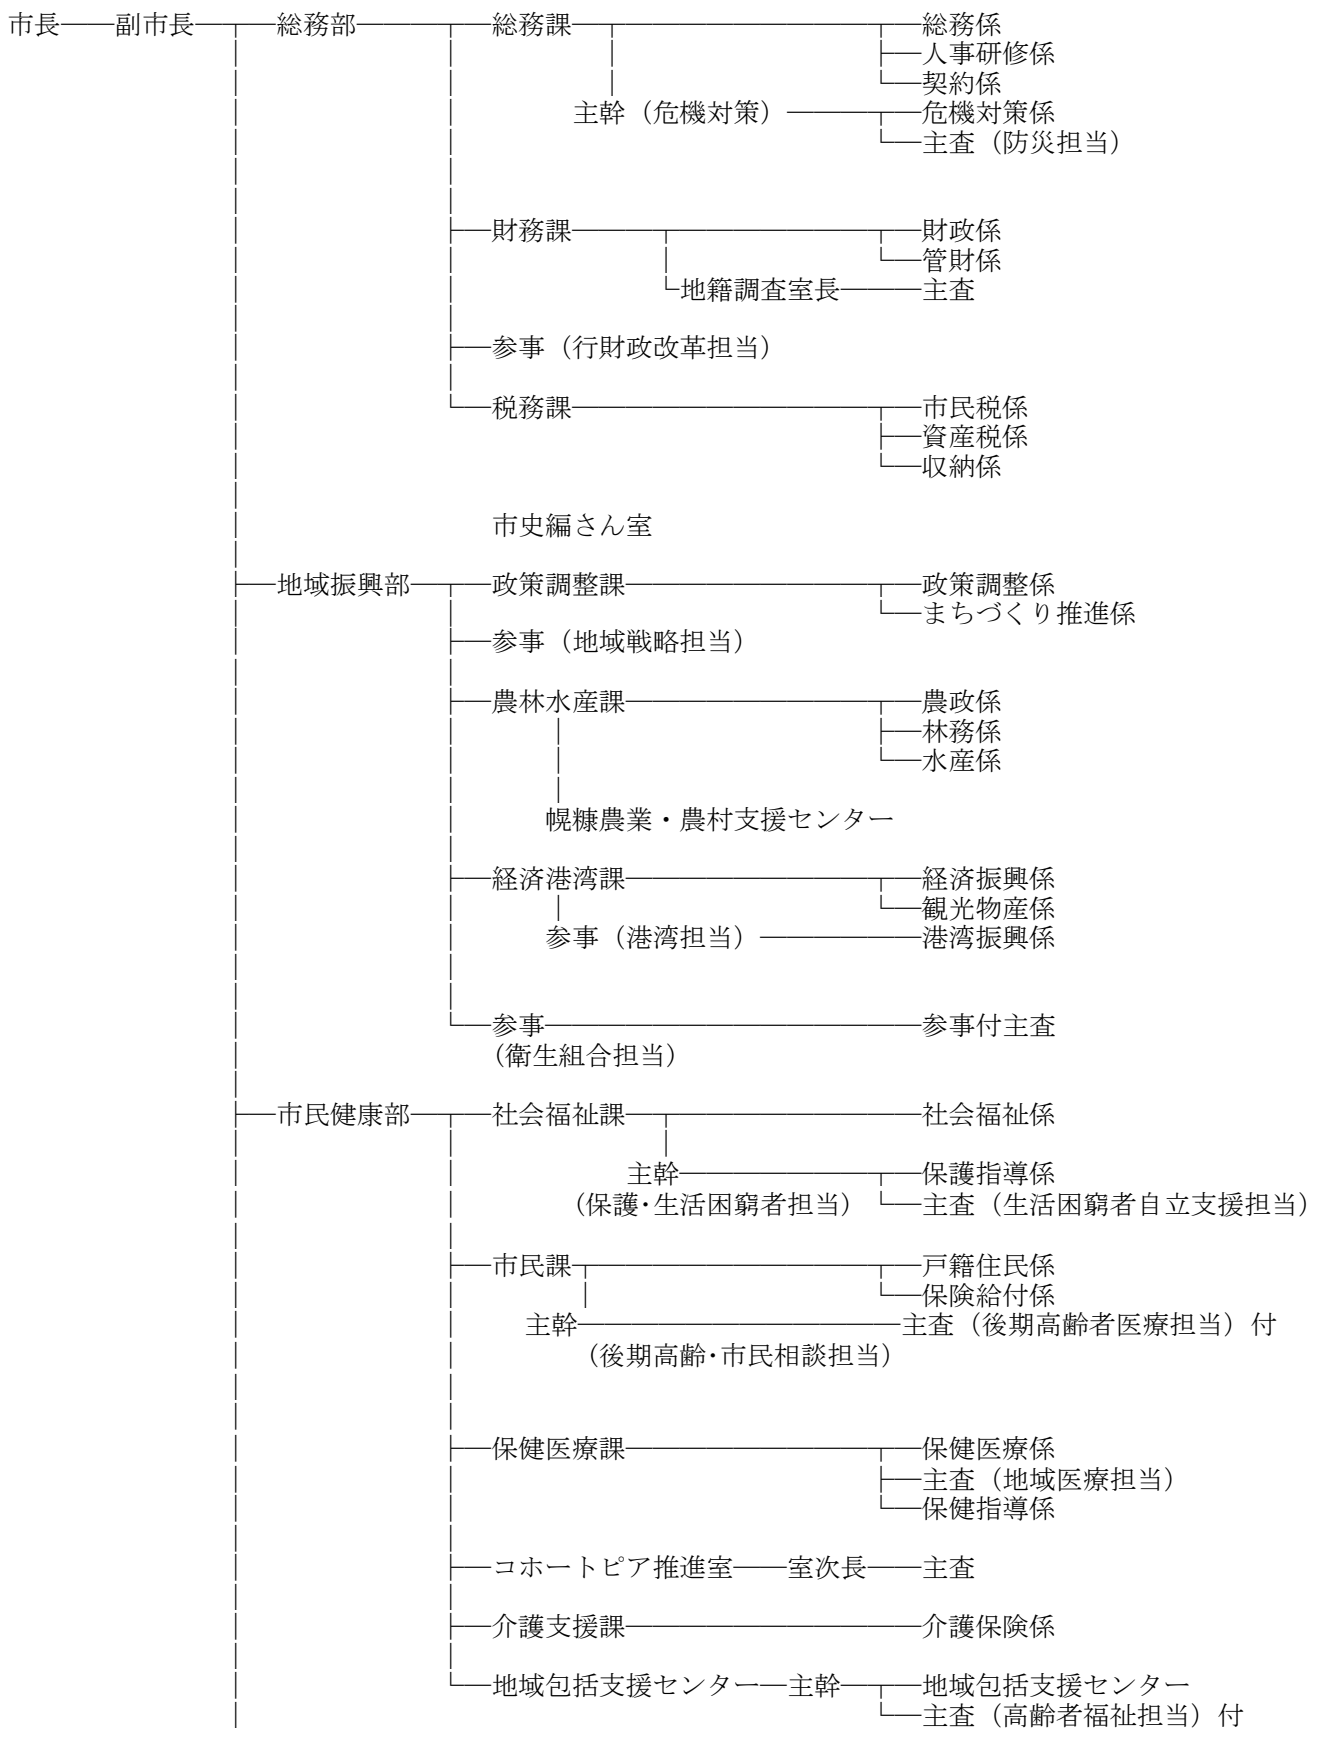 市長 副市長 総務部 総務課 総務係
人事研修係
契約係
主幹（危機対策） 危機対策係
主査（防災担当）
財務課 財政係
管財係
地籍調査室長 主査
参事（行財政改革担当）
税務課 市民税係
資産税係
収納係
市史編さん室
地域振興部 政策調整課 政策調整係
まちづくり推進係
参事（地域戦略担当）
農林水産課 農政係
林務係
水産係
幌糠農業・農村支援センター
経済港湾課 経済振興係
観光物産係
参事（港湾担当） 港湾振興係
参事 参事付主査
（衛生組合担当）
市民健康部 社会福祉課 社会福祉係
主幹 保護指導係
（保護・生活困窮者担当） 主査（生活困窮者自立支援担当）
市民課 戸籍住民係
保険給付係
主幹 主査（後期高齢者医療担当）付
（後期高齢・市民相談担当）
保健医療課 保健医療係
主査（地域医療担当）
保健指導係
コホートピア推進室 室次長 主査
介護支援課 介護保険係
地域包括支援センター 主幹 地域包括支援センター
主査（高齢者福祉担当）付